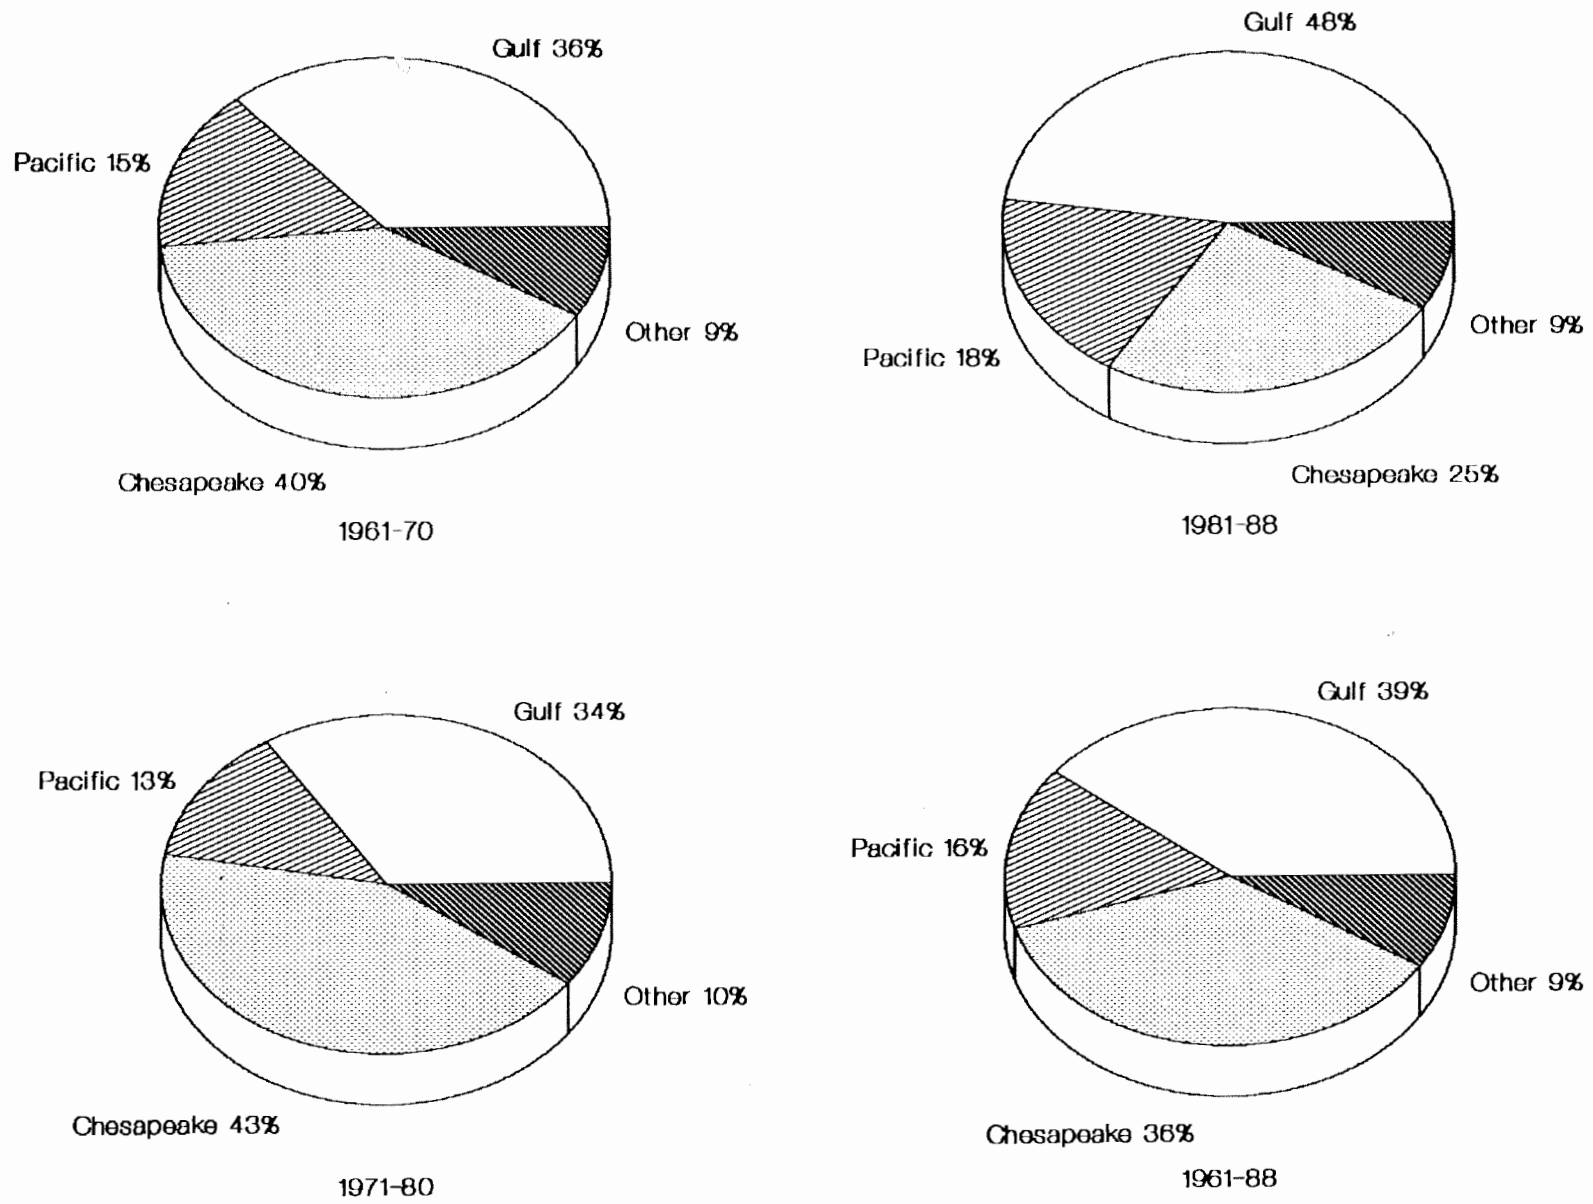 Gulf 36%
Pacific 15%
Other 9%
Chesapeake 40%
1961-70
Gulf 48%
Pacific 18%
Other 9%
Chesapeake 25%
1981-88
Gulf 34%
Pacific 13%
Other 10%
Chesapeake 43%
1971-80
Gulf 39%
Pacific 16%
Other 9%
Chesapeake 36%
1961-88